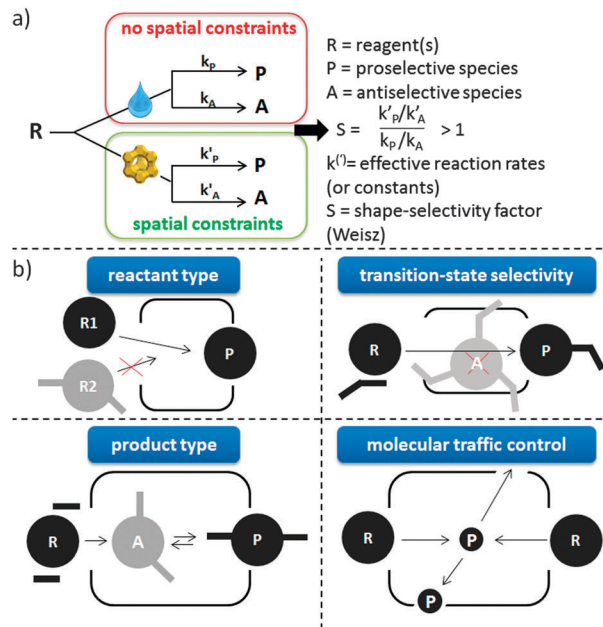 a)
no spatial constraints
kP P
kA A
R
k'P P
k'A A
spatial constraints
R = reagent(s)
P = proselective species
A = antiselective species
S = k'P/k'A / kP/kA > 1
k(')= effective reaction rates
(or constants)
S = shape-selectivity factor
(Weisz)
b)
reactant type
R1
R2
P
transition-state selectivity
R
A
P
product type
R
A
P
molecular traffic control
R
P
R
P